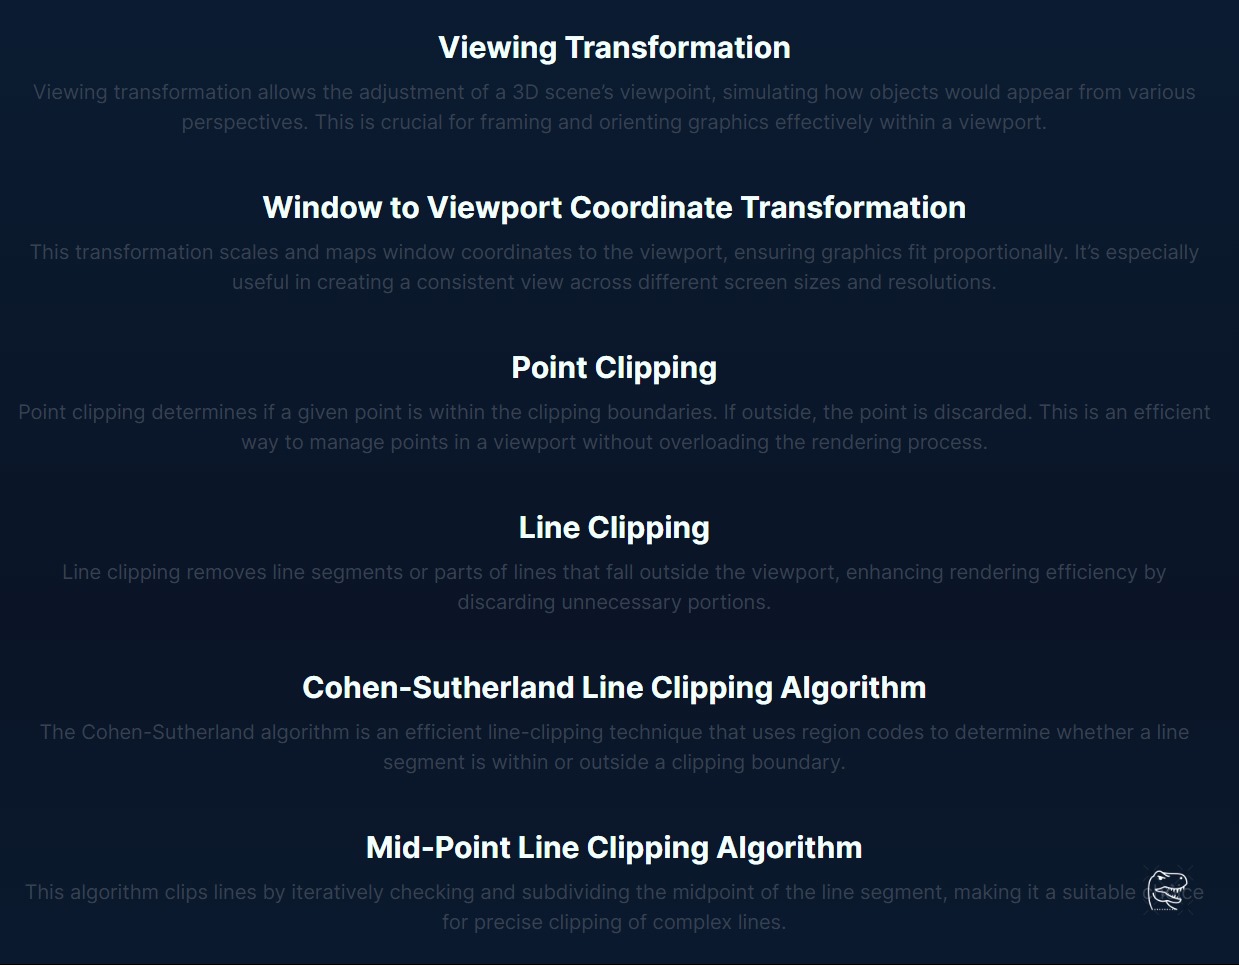 Viewing Transformation
Viewing transformation allows the adjustment of a 3D scene’s viewpoint, simulating how objects would appear from various
perspectives. This is crucial for framing and orienting graphics effectively within a viewport.
Window to Viewport Coordinate Transformation
This transformation scales and maps window coordinates to the viewport, ensuring graphics fit proportionally. It’s especially
useful in creating a consistent view across different screen sizes and resolutions.
Point Clipping
Point clipping determines if a given point is within the clipping boundaries. If outside, the point is discarded. This is an efficient
way to manage points in a viewport without overloading the rendering process.
Line Clipping
Line clipping removes line segments or parts of lines that fall outside the viewport, enhancing rendering efficiency by
discarding unnecessary portions.
Cohen-Sutherland Line Clipping Algorithm
The Cohen-Sutherland algorithm is an efficient line-clipping technique that uses region codes to determine whether a line
segment is within or outside a clipping boundary.
Mid-Point Line Clipping Algorithm
This algorithm clips lines by iteratively checking and subdividing the midpoint of the line segment, making it a suitable
for precise clipping of complex lines.